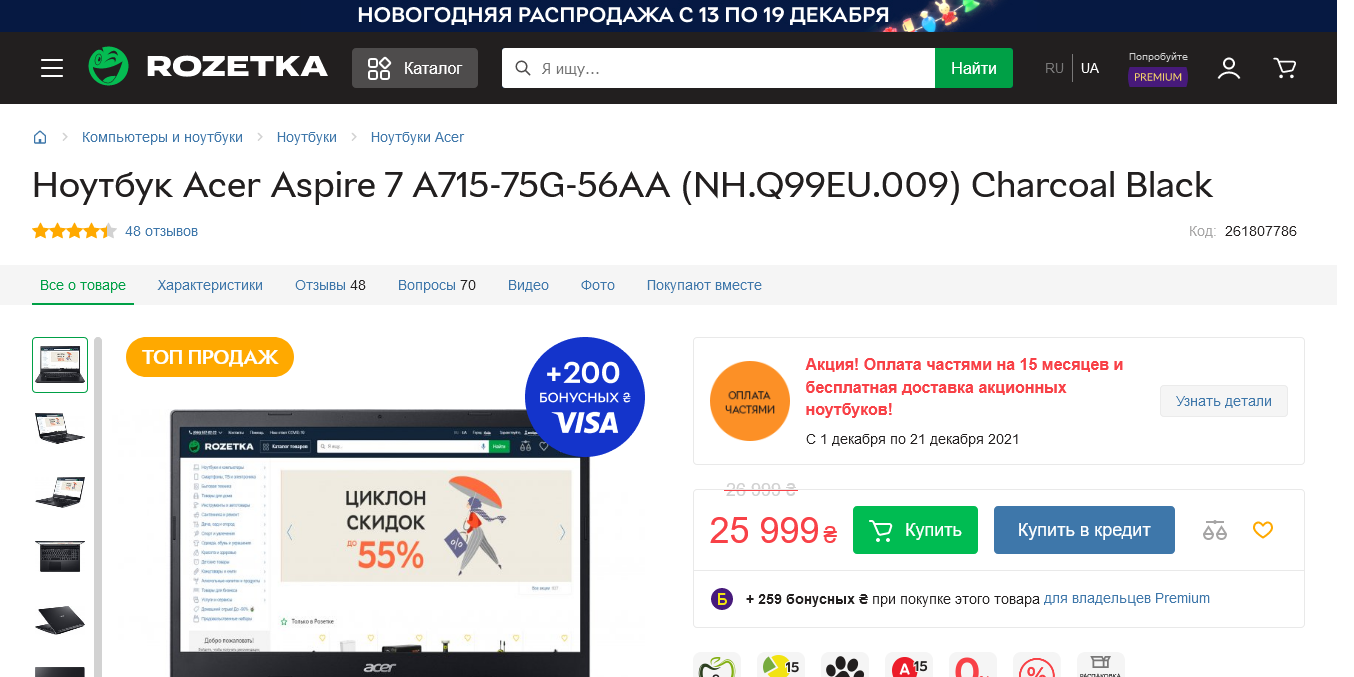 НОВОГОДНЯЯ РАСПРОДАЖА С 13 ПО 19 ДЕКАБРЯ
ROZETKA
Каталог
Я ищу...
Найти
RU
UA
Попробуйте
PREMIUM
Компьютеры и ноутбуки
Ноутбуки
Ноутбуки Acer
Ноутбук Acer Aspire 7 A715-75G-56AA (NH.Q99EU.009) Charcoal Black
48 отзывов
Код: 261807786
Все о товаре
Характеристики
Отзывы 48
Вопросы 70
Видео
Фото
Покупают вместе
ТОП ПРОДАЖ
+200
БОНУСНЫХ ₴
VISA
ROZETKA
Каталог товаров
Я ищу...
Найти
ЦИКЛОН
СКИДОК
ДО 55%
Только в Розетке
Добро пожаловать!
acer
ОПЛАТА
ЧАСТЯМИ
Акция! Оплата частями на 15 месяцев и
бесплатная доставка акционных
ноутбуков!
С 1 декабря по 21 декабря 2021
Узнать детали
26 999 ₴
25 999 ₴
Купить
Купить в кредит
Б
+ 259 бонусных ₴ при покупке этого товара для владельцев Premium
15
А
15
0
%
РАСПАКОВКА